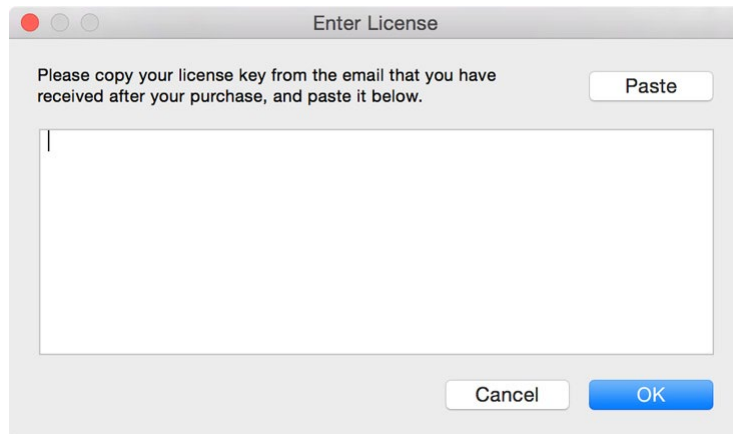 Enter License
Please copy your license key from the email that you have
received after your purchase, and paste it below.
Paste
Cancel
OK